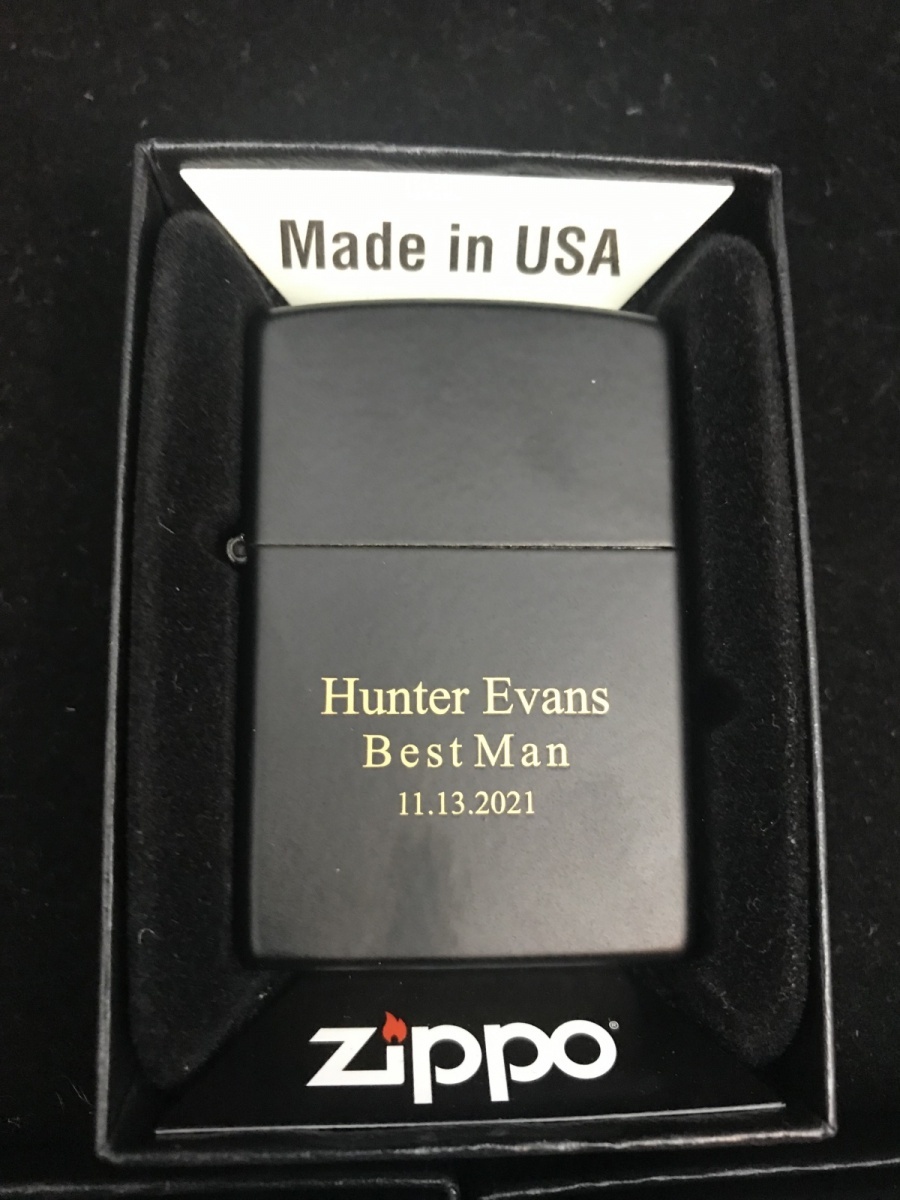 Made in USA
Hunter Evans
Best Man
11.13.2021
zippo®